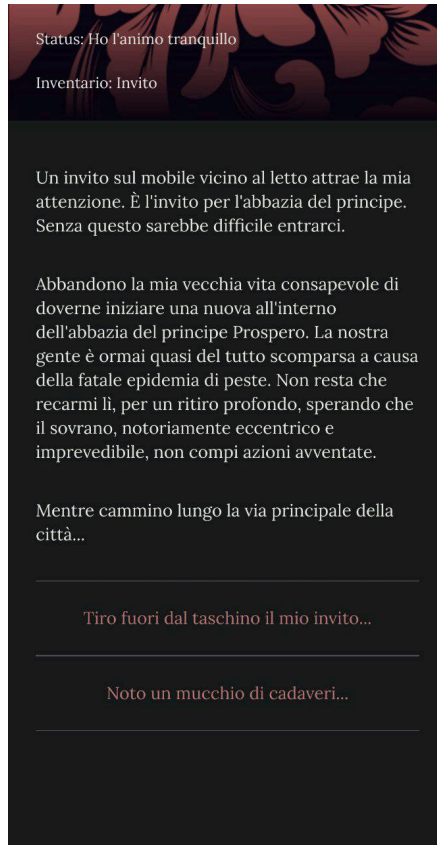 Status: Ho l'animo tranquillo
Inventario: Invito
Un invito sul mobile vicino al letto attrae la mia
attenzione. È l'invito per l'abbazia del principe.
Senza questo sarebbe difficile entrarci.
Abbandono la mia vecchia vita consapevole di
doverne iniziare una nuova all'interno
dell'abbazia del principe Prospero. La nostra
gente è ormai quasi del tutto scomparsa a causa
della fatale epidemia di peste. Non resta che
recarmi lì, per un ritiro profondo, sperando che
il sovrano, notoriamente eccentrico e
imprevedibile, non compi azioni avventate.
Mentre cammino lungo la via principale della
città...
Tiro fuori dal taschino il mio invito...
Noto un mucchio di cadaveri...